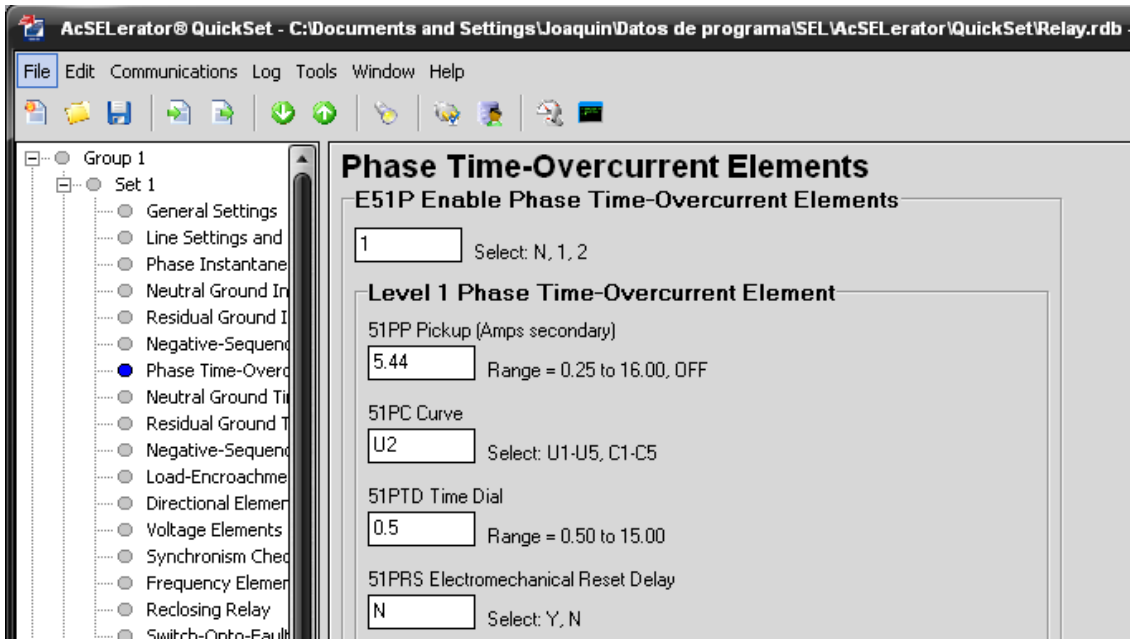 AcSELerator® QuickSet - C:\Documents and Settings\Joaquin\Datos de programa\SEL\AcSELerator\QuickSet\Relay.rdb -
File Edit Communications Log Tools Window Help
Group 1
Set 1
General Settings
Line Settings and
Phase Instantane
Neutral Ground In
Residual Ground I
Negative-Sequenc
Phase Time-Overc
Neutral Ground Ti
Residual Ground T
Negative-Sequenc
Load-Encroachme
Directional Elemen
Voltage Elements
Synchronism Chec
Frequency Elemen
Reclosing Relay
Switch-Opto-Fault
Phase Time-Overcurrent Elements
E51P Enable Phase Time-Overcurrent Elements
1 Select: N, 1, 2
Level 1 Phase Time-Overcurrent Element
51PP Pickup (Amps secondary)
5.44 Range = 0.25 to 16.00, OFF
51PC Curve
U2 Select: U1-U5, C1-C5
51PTD Time Dial
0.5 Range = 0.50 to 15.00
51PRS Electromechanical Reset Delay
N Select: Y, N